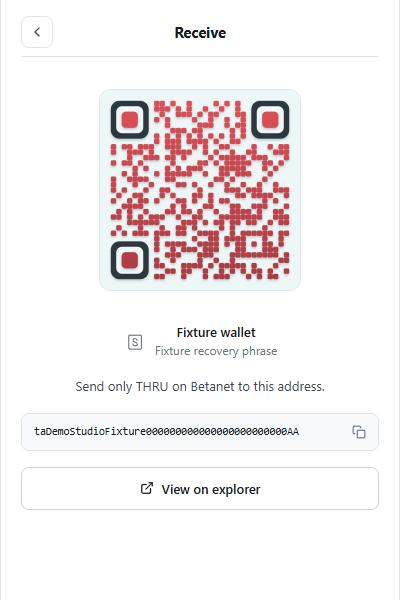 Receive
S
Fixture wallet
Fixture recovery phrase
Send only THRU on Betanet to this address.
taDemoStudioFixture000000000000000000000000AA
View on explorer